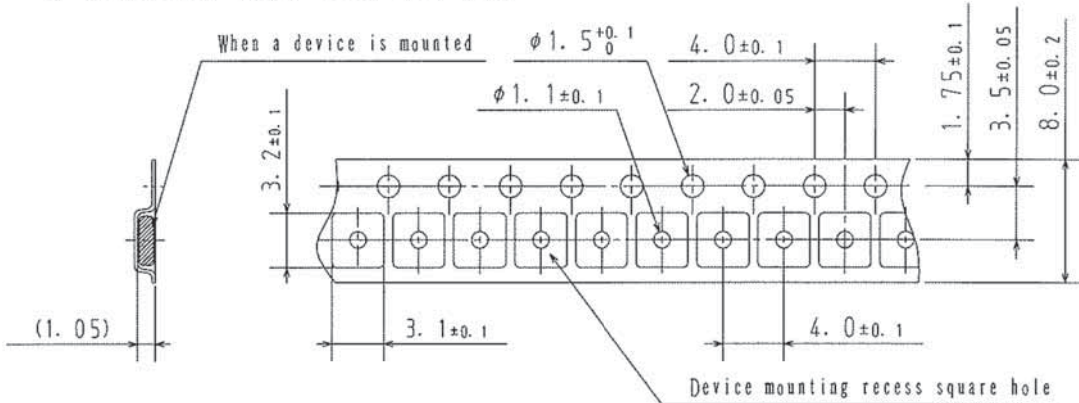 When a device is mounted
φ1.5 +0.1 0
4.0±0.1
φ1.1±0.1
2.0±0.05
1.75±0.1
3.5±0.05
8.0±0.2
3.2±0.1
(1.05)
3.1±0.1
4.0±0.1
Device mounting recess square hole